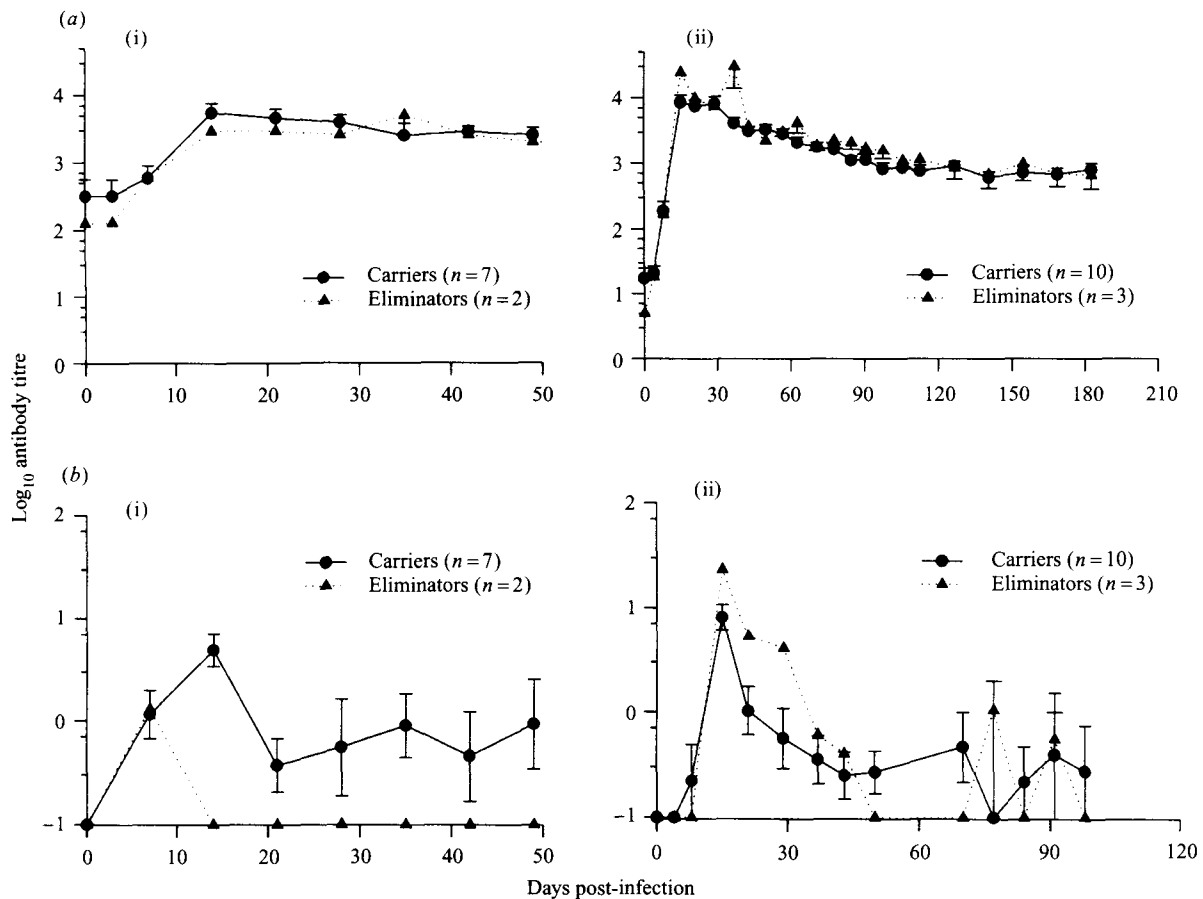 (a)
(i)
4
3
2
1
0
Carriers (n = 7)
Eliminators (n = 2)
0 10 20 30 40 50
(ii)
4
3
2
1
0
Carriers (n = 10)
Eliminators (n = 3)
0 30 60 90 120 150 180 210
Log10 antibody titre
(b)
(i)
2
1
0
−1
Carriers (n = 7)
Eliminators (n = 2)
0 10 20 30 40 50
(ii)
2
1
0
−1
Carriers (n = 10)
Eliminators (n = 3)
0 30 60 90 120
Days post-infection